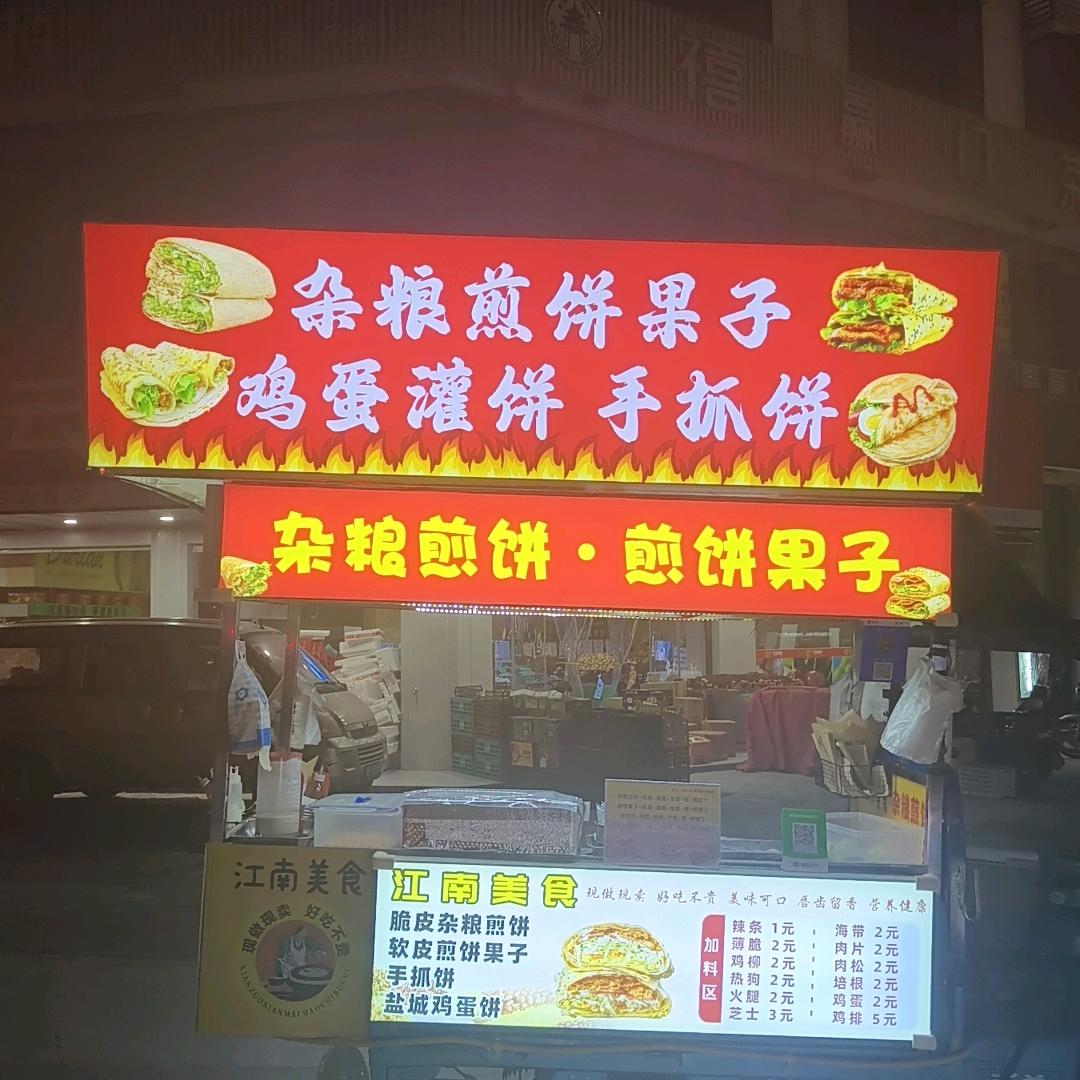 禧
喜
杂粮煎饼果子
鸡蛋灌饼 手抓饼
杂粮煎饼·煎饼果子
江南美食
现做现卖 好吃不贵
XIANZUOXIANMAIHAOCHIBUGUI
江南美食
现做现卖 好吃不贵 美味可口 唇齿留香 营养健康
脆皮杂粮煎饼
软皮煎饼果子
手抓饼
盐城鸡蛋饼
加料区
辣条 1元
薄脆 2元
鸡柳 2元
热狗 2元
火腿 2元
芝士 3元
海带 2元
肉片 2元
肉松 2元
培根 2元
鸡蛋 2元
鸡排 5元